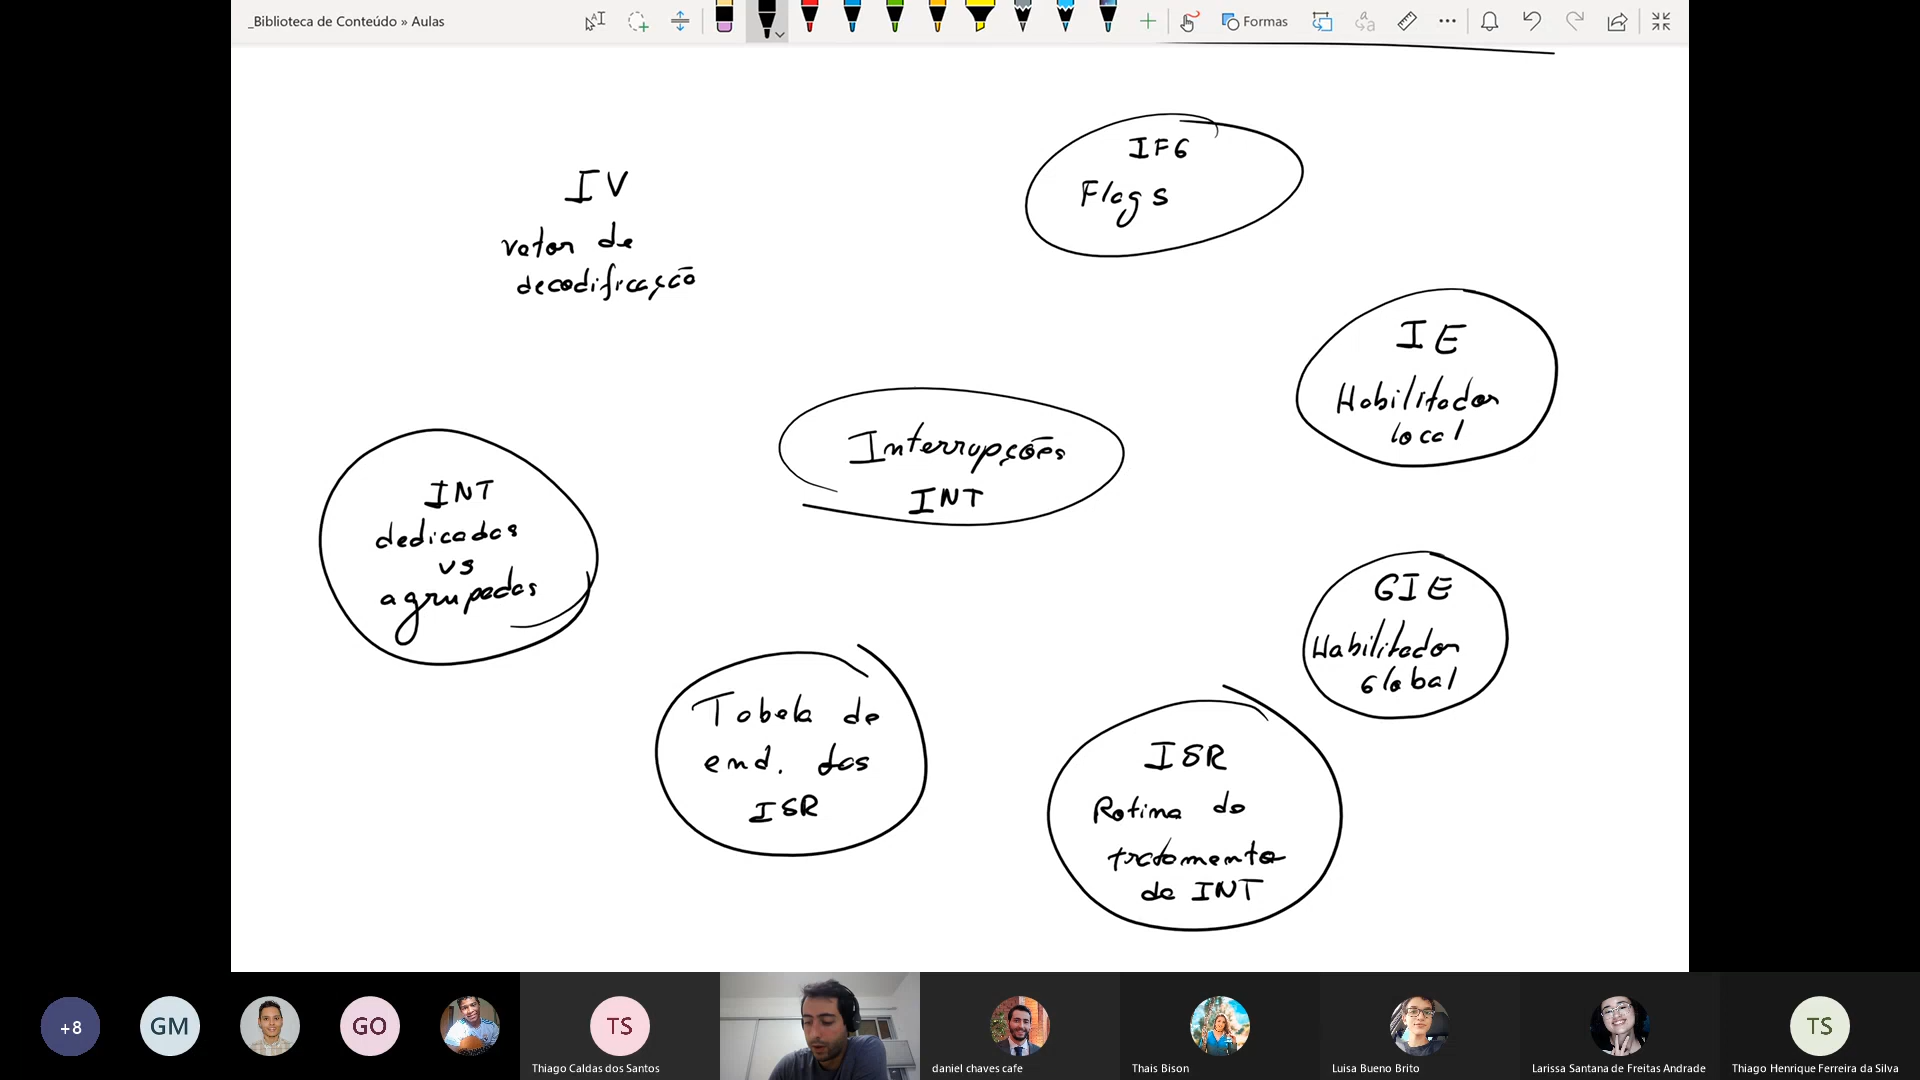 _Biblioteca de Conteúdo » Aulas
Formas
IFG
Flags
IV
vetor de
decodificação
IE
Habilitador
local
Interrupções
INT
INT
dedicadas
vs
agrupadas
GIE
Habilitador
Global
Tabela de
end. das
ISR
ISR
Rotina de
tratamento
de INT
+8
GM
GO
TS
TS
Thiago Caldas dos Santos
daniel chaves cafe
Thais Bison
Luisa Bueno Brito
Larissa Santana de Freitas Andrade
Thiago Henrique Ferreira da Silva